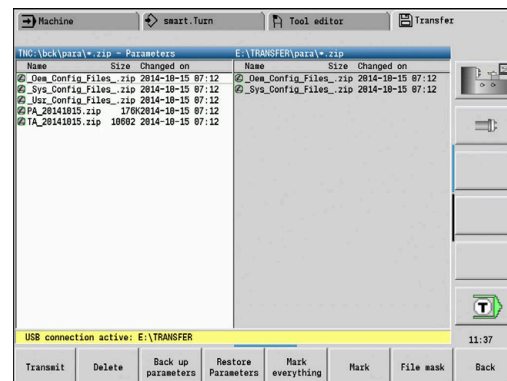 Machine smart.Turn Tool editor Transfer
TNC:\bck\para\*.zip - Parameters E:\TRANSFER\para\*.zip
Name Size Changed on Name Size Changed on
_Oem_Config_Files_.zip 2014-10-15 07:12 _Oem_Config_Files_.zip 2014-10-15 07:12
_Sys_Config_Files_.zip 2014-10-15 07:12 _Sys_Config_Files_.zip 2014-10-15 07:12
_Usr_Config_Files_.zip 2014-10-15 07:12
PA_20141015.zip 176K2014-10-15 07:12
TA_20141015.zip 10602 2014-10-15 07:12
T
USB connection active: E:\TRANSFER
11:37
Transmit Delete Back up parameters Restore Parameters Mark everything Mark File mask Back